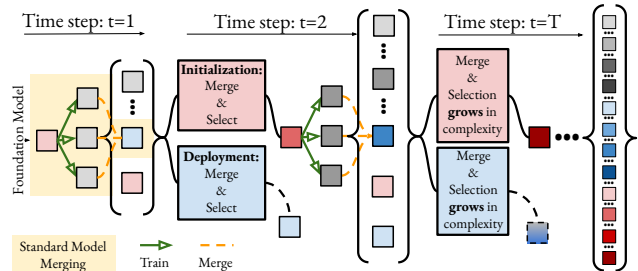 Time step: t=1
Time step: t=2
Time step: t=T
Foundation Model
Initialization:
Merge
&
Select
Deployment:
Merge
&
Select
Merge
&
Selection
grows in
complexity
Merge
&
Selection
grows in
complexity
Standard Model
Merging
Train
Merge